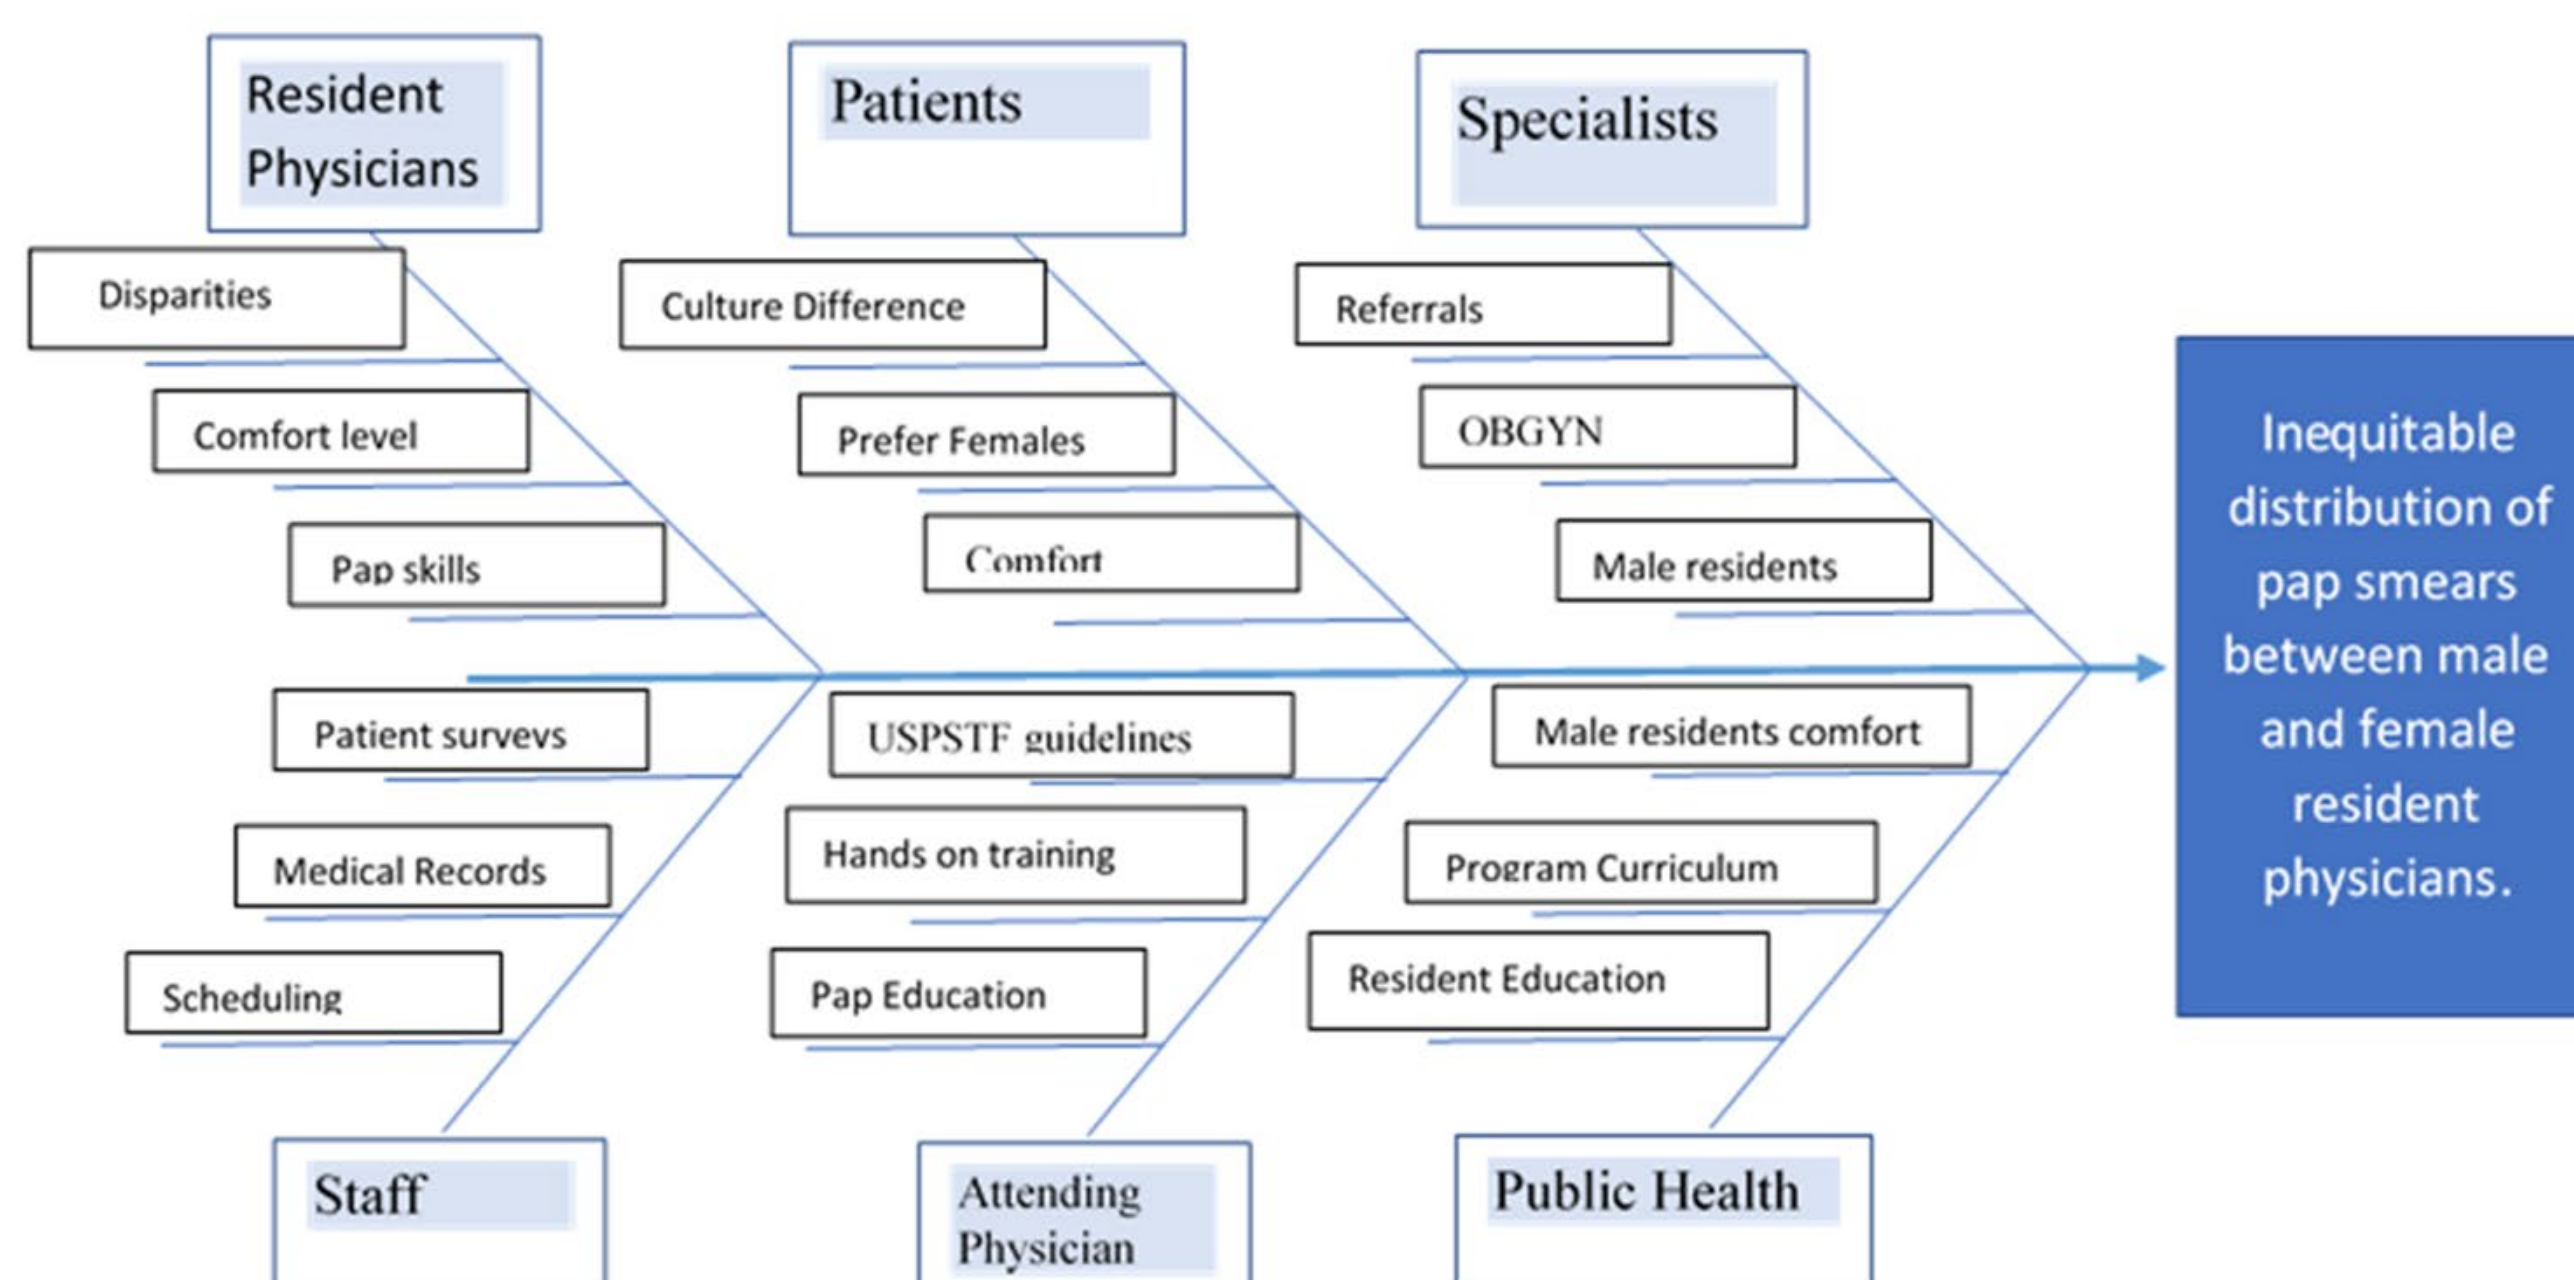 Resident
Physicians
Patients
Specialists
Disparities
Culture Difference
Referrals
Comfort level
Prefer Females
OBGYN
Pap skills
Comfort
Male residents
Patient surveys
USPSTF guidelines
Male residents comfort
Medical Records
Hands on training
Program Curriculum
Scheduling
Pap Education
Resident Education
Staff
Attending
Physician
Public Health
Inequitable
distribution of
pap smears
between male
and female
resident
physicians.